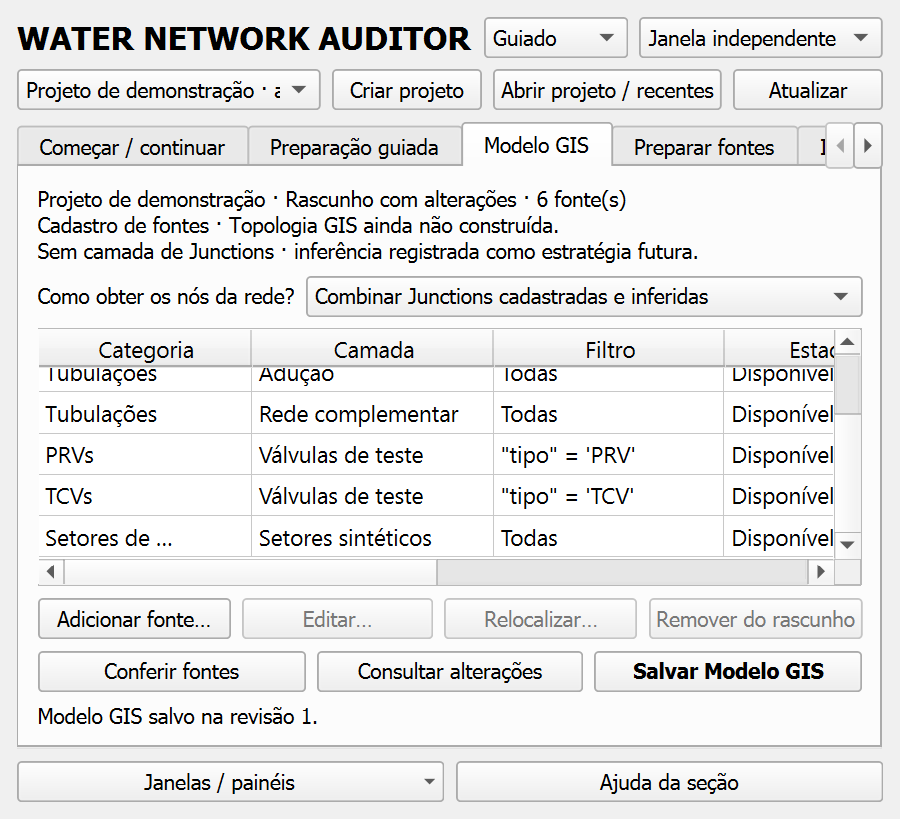 WATER NETWORK AUDITOR Guiado Janela independente
Projeto de demonstração · a Criar projeto Abrir projeto / recentes Atualizar
Começar / continuar Preparação guiada Modelo GIS Preparar fontes
Projeto de demonstração · Rascunho com alterações · 6 fonte(s)
Cadastro de fontes · Topologia GIS ainda não construída.
Sem camada de Junctions · inferência registrada como estratégia futura.
Como obter os nós da rede? Combinar Junctions cadastradas e inferidas
Categoria Camada Filtro Estad
Tubulações Adução Todas Disponível
Tubulações Rede complementar Todas Disponível
PRVs Válvulas de teste "tipo" = 'PRV' Disponível
TCVs Válvulas de teste "tipo" = 'TCV' Disponível
Setores de ... Setores sintéticos Todas Disponível
Adicionar fonte... Editar... Relocalizar... Remover do rascunho
Conferir fontes Consultar alterações Salvar Modelo GIS
Modelo GIS salvo na revisão 1.
Janelas / painéis Ajuda da seção